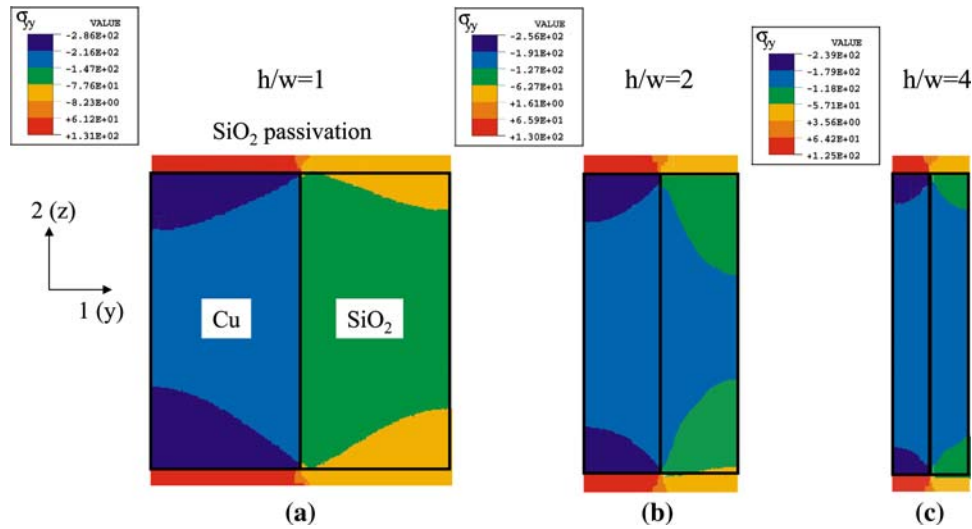 σyy VALUE
-2.86E+02
-2.16E+02
-1.47E+02
-7.76E+01
-8.23E+00
+6.12E+01
+1.31E+02
h/w=1
SiO2 passivation
σyy VALUE
-2.56E+02
-1.91E+02
-1.27E+02
-6.27E+01
+1.61E+00
+6.59E+01
+1.30E+02
h/w=2
σyy VALUE
-2.39E+02
-1.79E+02
-1.18E+02
-5.71E+01
+3.56E+00
+6.42E+01
+1.25E+02
h/w=4
2 (z)
1 (y)
Cu
SiO2
(a)
(b)
(c)